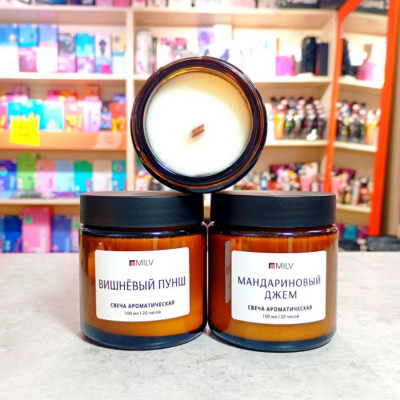 MILV
ВИШНЁВЫЙ ПУНШ
СВЕЧА АРОМАТИЧЕСКАЯ
100 мл | 20 часов
MILV
МАНДАРИНОВЫЙ
ДЖЕМ
СВЕЧА АРОМАТИЧЕСКАЯ
100 мл | 20 часов